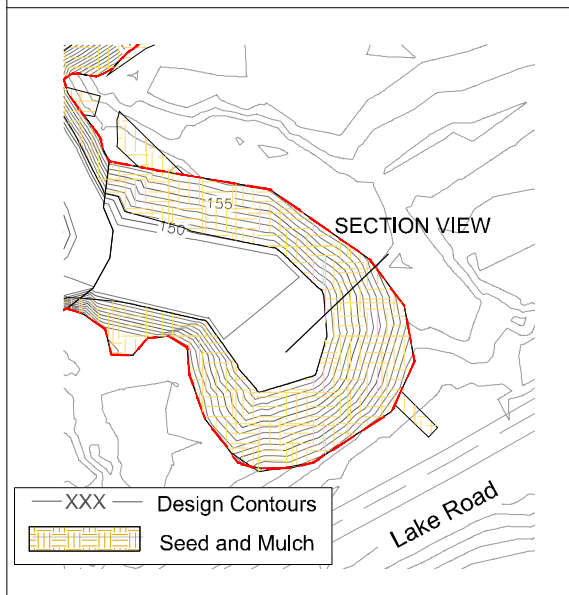 155
150
SECTION VIEW
XXX Design Contours
Seed and Mulch
Lake Road